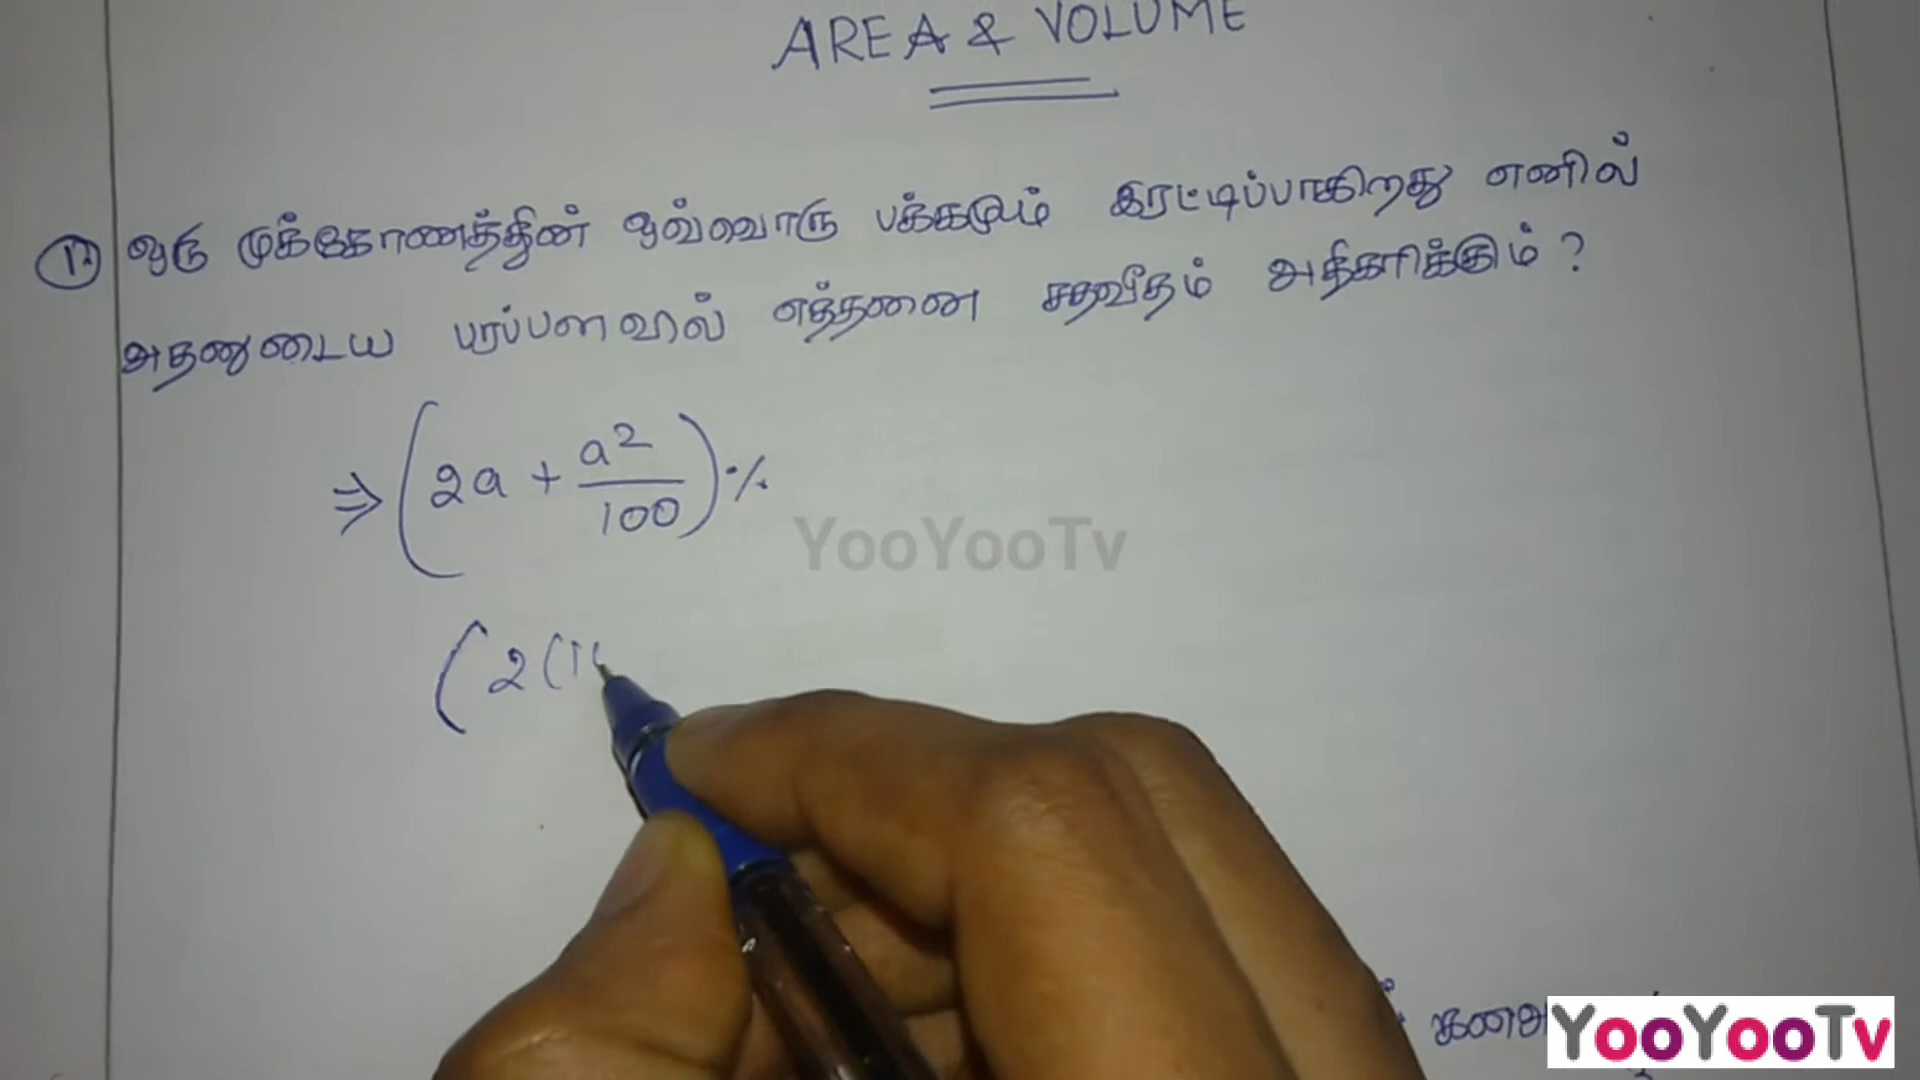 AREA & VOLUME
1) ஒரு முக்கோணத்தின் ஒவ்வொரு பக்கமும் இரட்டிப்பாகிறது எனில்
அதனுடைய பரப்பளவில் எத்தனை சதவீதம் அதிகரிக்கும்?
⇒ (2a + a²/100)%
YooYooTv
(2(1
YooYooTv